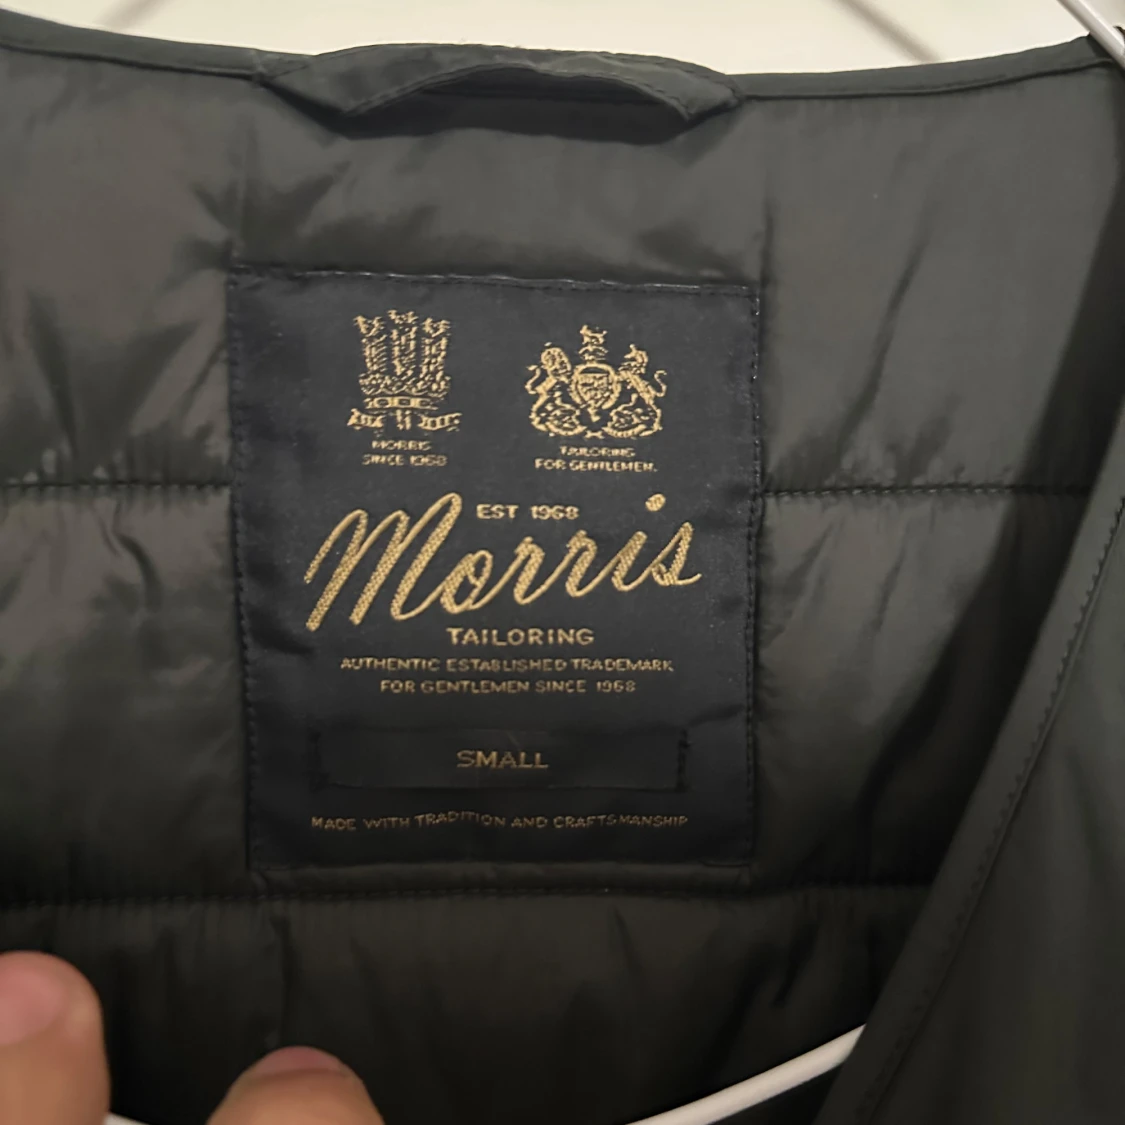 MORRIS
SINCE 1968
TAILORING
FOR GENTLEMEN.
EST 1968
Morris
TAILORING
AUTHENTIC ESTABLISHED TRADEMARK
FOR GENTLEMEN SINCE 1968
SMALL
MADE WITH TRADITION AND CRAFTSMANSHIP